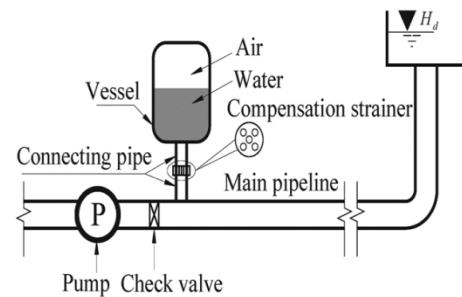 H_d
Air
Water
Vessel
Compensation strainer
Connecting pipe
Main pipeline
P
Pump
Check valve